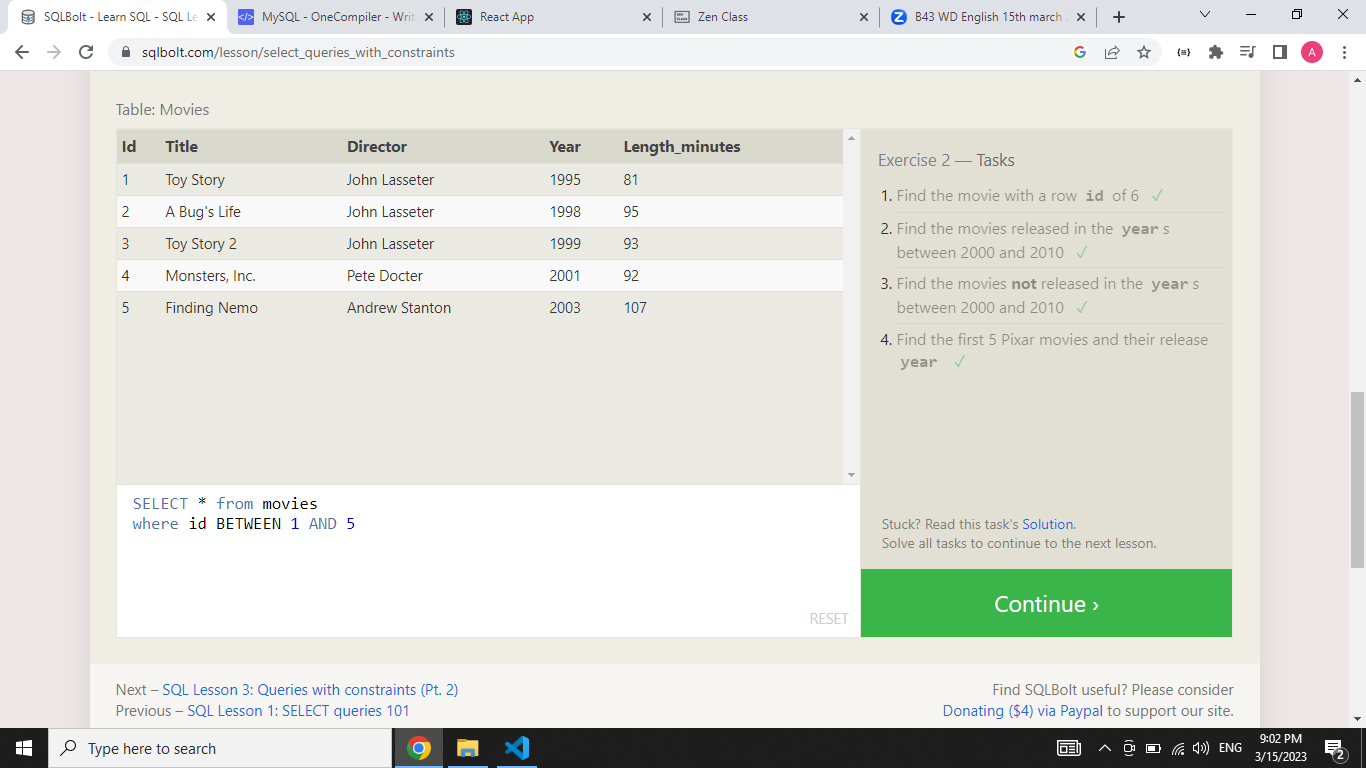 SQLBolt - Learn SQL - SQL Le
MySQL - OneCompiler - Writ
React App
Zen Class
B43 WD English 15th march 2
sqlbolt.com/lesson/select_queries_with_constraints
A
Table: Movies
Id Title Director Year Length_minutes
1 Toy Story John Lasseter 1995 81
2 A Bug's Life John Lasseter 1998 95
3 Toy Story 2 John Lasseter 1999 93
4 Monsters, Inc. Pete Docter 2001 92
5 Finding Nemo Andrew Stanton 2003 107
SELECT * from movies
where id BETWEEN 1 AND 5
RESET
Exercise 2 — Tasks
1. Find the movie with a row id of 6 ✓
2. Find the movies released in the year s
between 2000 and 2010 ✓
3. Find the movies not released in the year s
between 2000 and 2010 ✓
4. Find the first 5 Pixar movies and their release
year ✓
Stuck? Read this task's Solution.
Solve all tasks to continue to the next lesson.
Continue ›
Next – SQL Lesson 3: Queries with constraints (Pt. 2)
Previous – SQL Lesson 1: SELECT queries 101
Find SQLBolt useful? Please consider
Donating ($4) via Paypal to support our site.
Type here to search
ENG
9:02 PM
3/15/2023
2